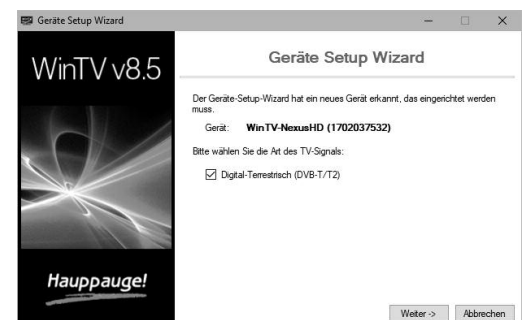 Geräte Setup Wizard
WinTV v8.5
Hauppauge!
Geräte Setup Wizard
Der Geräte-Setup-Wizard hat ein neues Gerät erkannt, das eingerichtet werden
muss.
Gerät: WinTV-NexusHD (1702037532)
Bitte wählen Sie die Art des TV-Signals:
Digital-Terrestrisch (DVB-T/T2)
Weiter -> Abbrechen